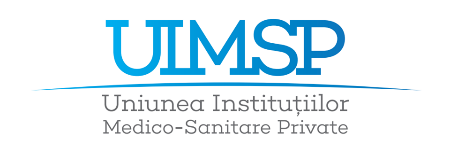 UIMSP
Uniunea Instituțiilor
Medico-Sanitare Private